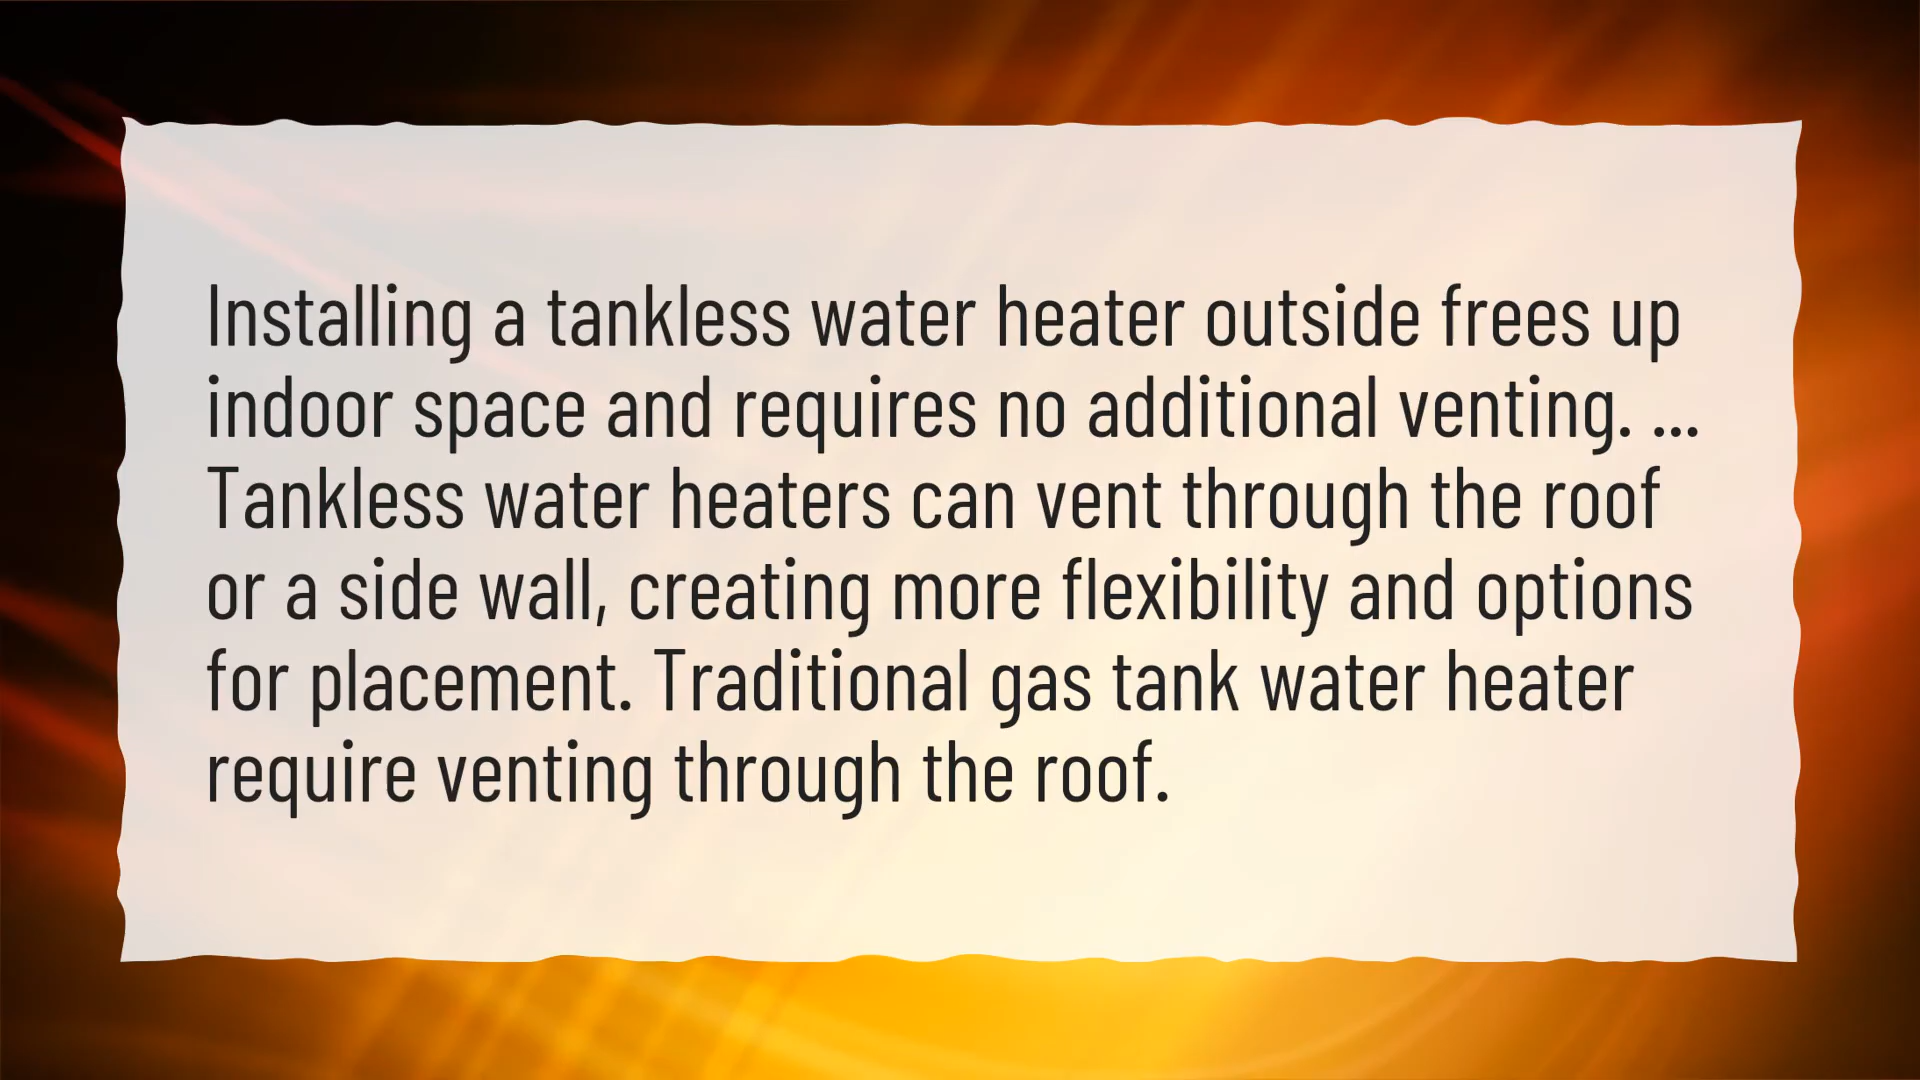 Installing a tankless water heater outside frees up
indoor space and requires no additional venting. ...
Tankless water heaters can vent through the roof
or a side wall, creating more flexibility and options
for placement. Traditional gas tank water heater
require venting through the roof.